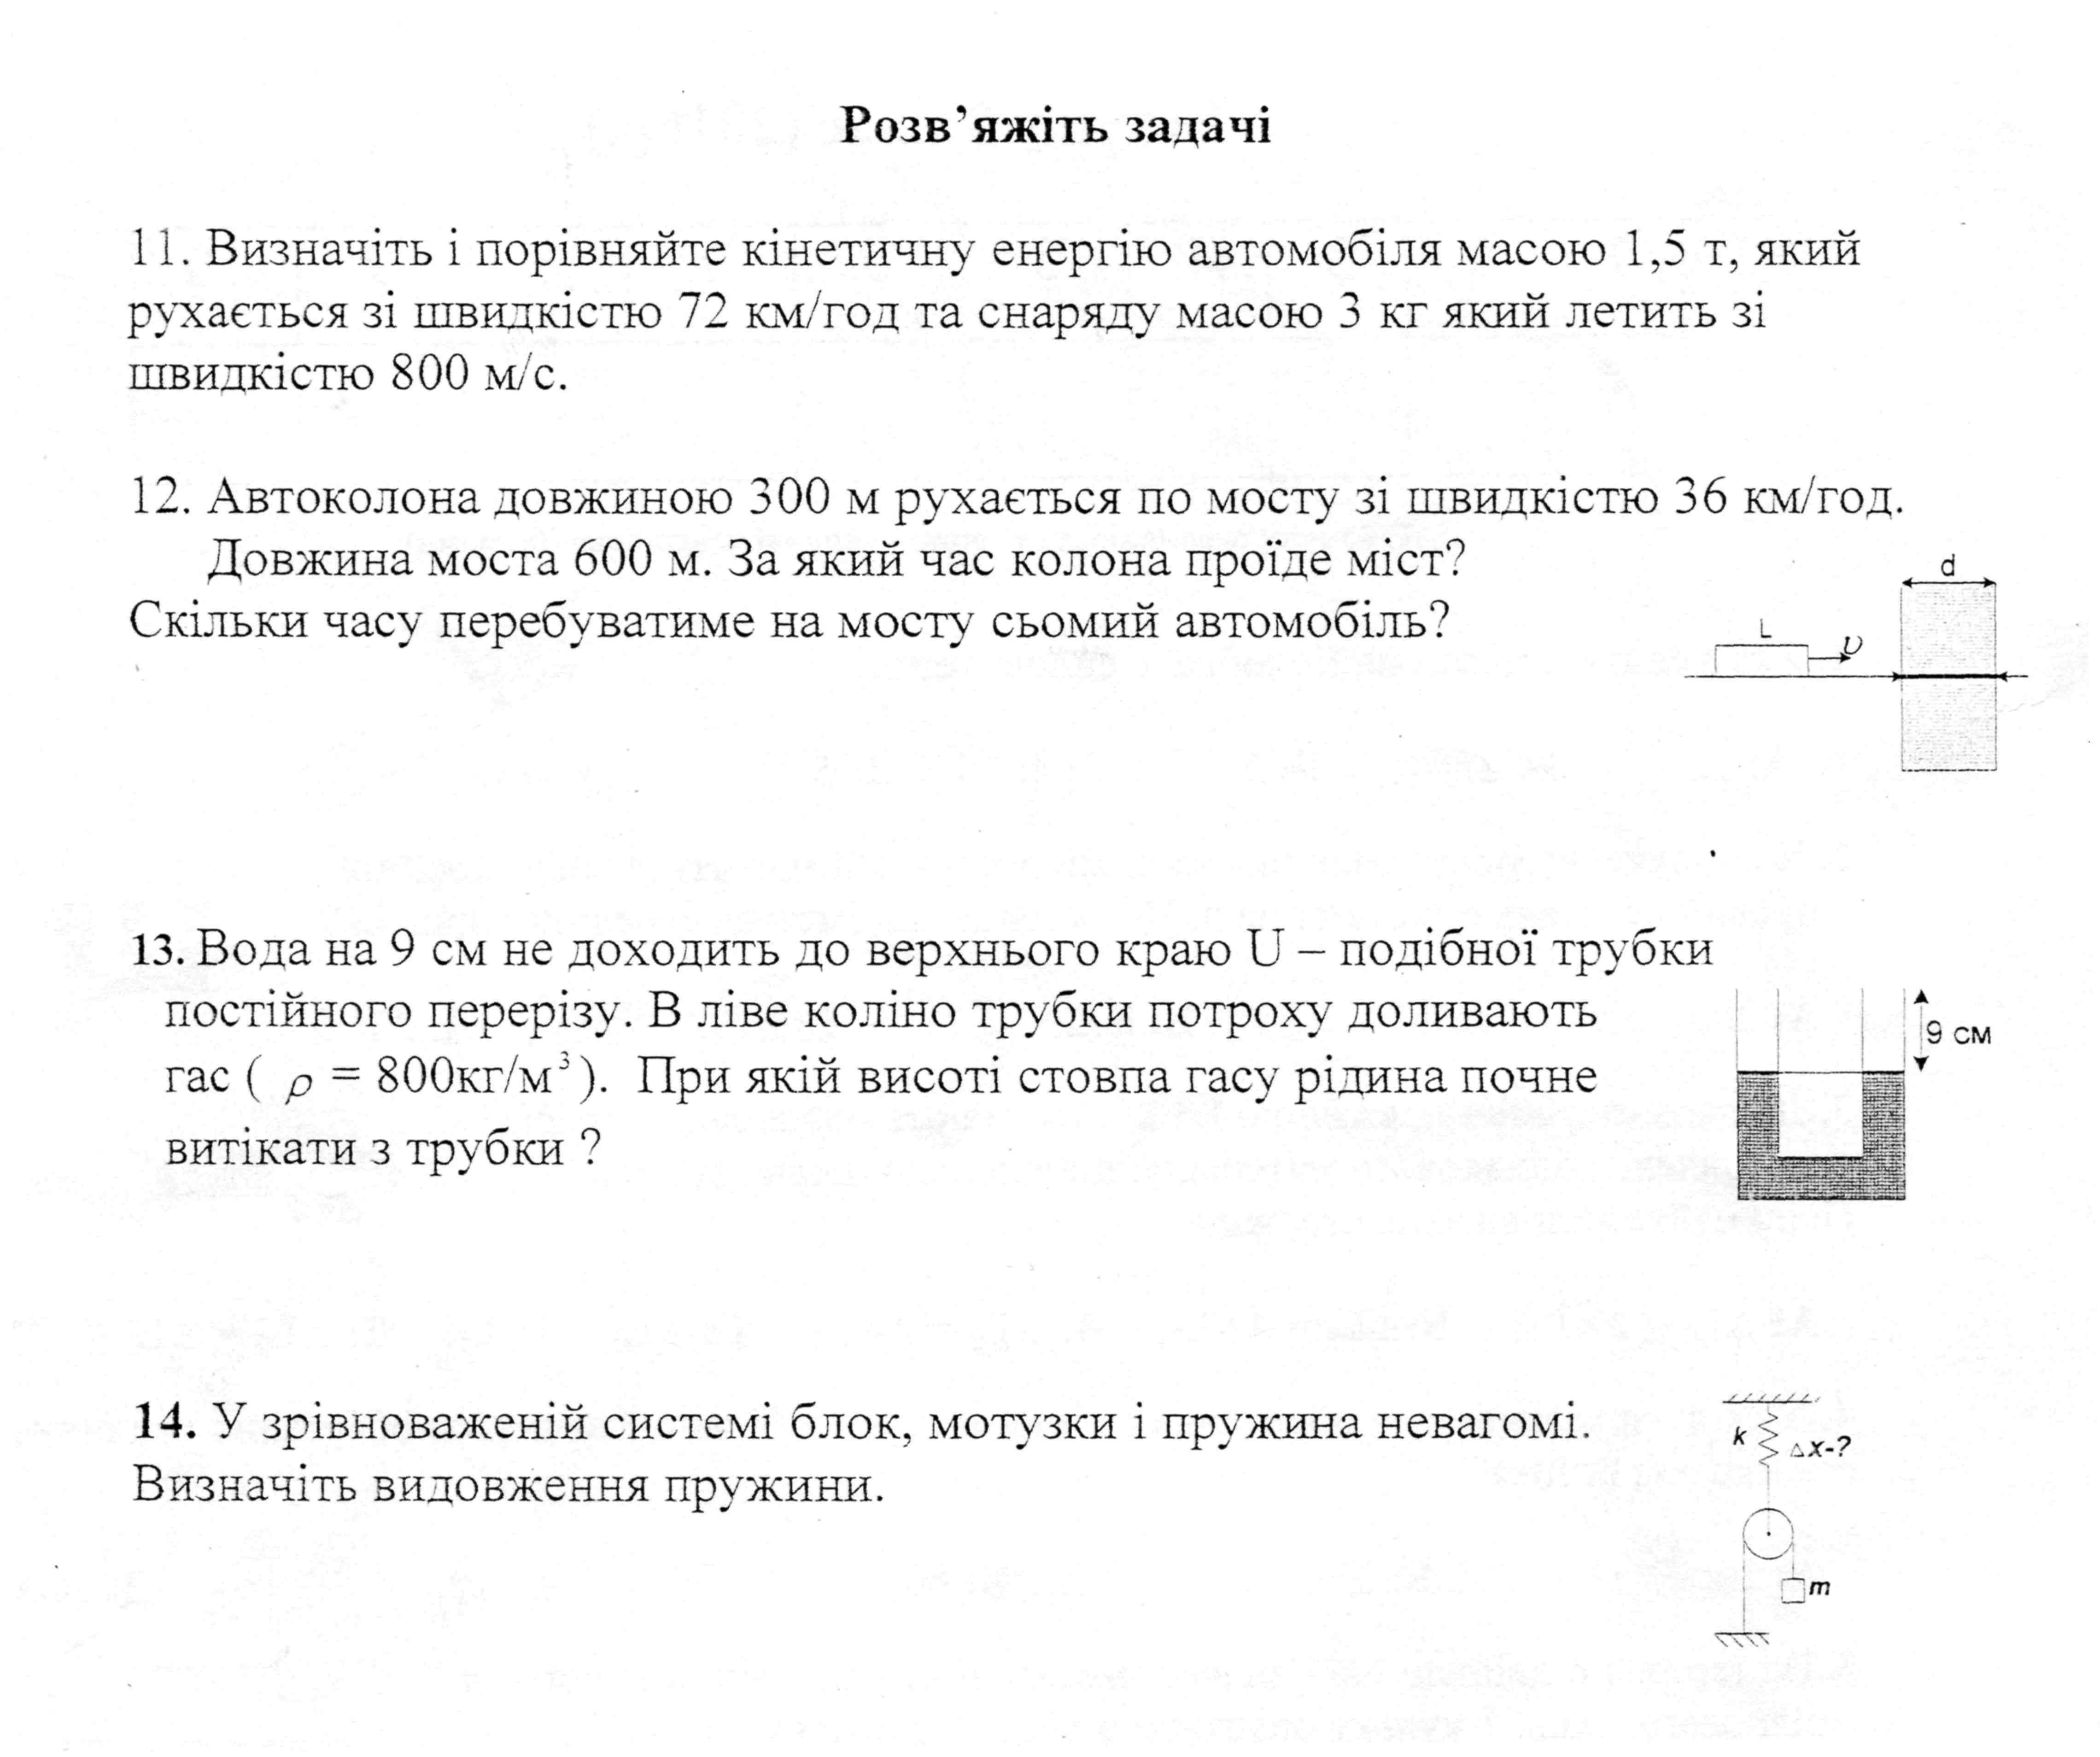 Розв’яжіть задачі
11. Визначіть і порівняйте кінетичну енергію автомобіля масою 1,5 т, який
рухається зі швидкістю 72 км/год та снаряду масою 3 кг який летить зі
швидкістю 800 м/с.
12. Автоколона довжиною 300 м рухається по мосту зі швидкістю 36 км/год.
Довжина моста 600 м. За який час колона проїде міст?
Скільки часу перебуватиме на мосту сьомий автомобіль?
d
L
υ
13. Вода на 9 см не доходить до верхнього краю U – подібної трубки
постійного перерізу. В ліве коліно трубки потроху доливають
гас ( ρ = 800кг/м³). При якій висоті стовпа гасу рідина почне
витікати з трубки ?
9 см
14. У зрівноваженій системі блок, мотузки і пружина невагомі.
Визначіть видовження пружини.
k
△x-?
m